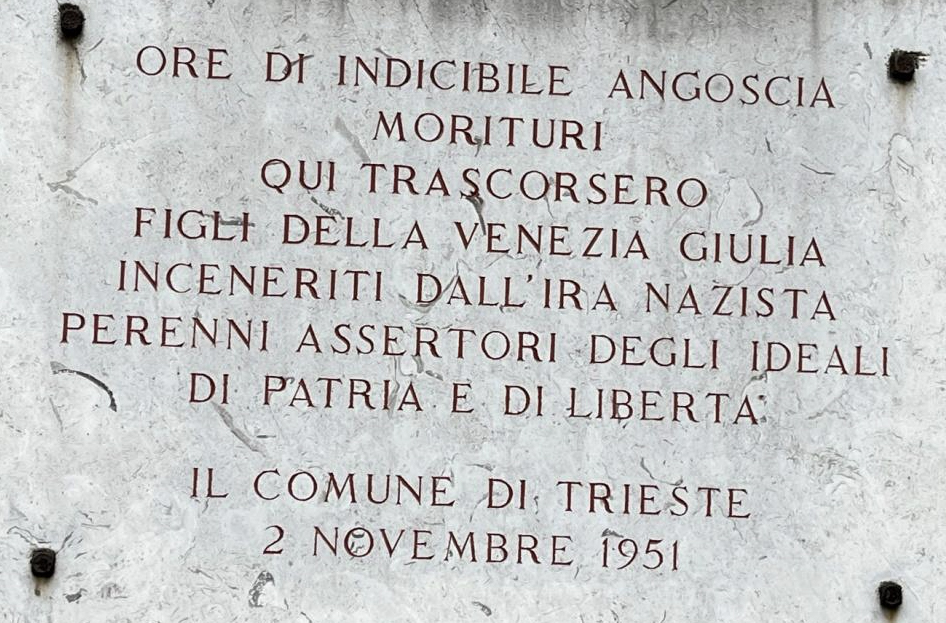 ORE DI INDICIBILE ANGOSCIA
MORITURI
QUI TRASCORSERO
FIGLI DELLA VENEZIA GIULIA
INCENERITI DALL'IRA NAZISTA
PERENNI ASSERTORI DEGLI IDEALI
DI PATRIA E DI LIBERTA'
IL COMUNE DI TRIESTE
2 NOVEMBRE 1951